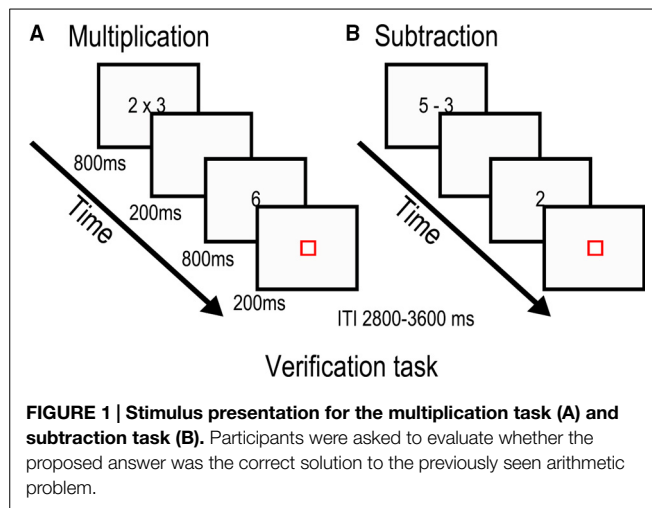 A Multiplication
2 x 3
800ms
200ms
6
800ms
200ms
Time
B Subtraction
5 - 3
2
Time
ITI 2800-3600 ms
Verification task
FIGURE 1 | Stimulus presentation for the multiplication task (A) and
subtraction task (B). Participants were asked to evaluate whether the
proposed answer was the correct solution to the previously seen arithmetic
problem.